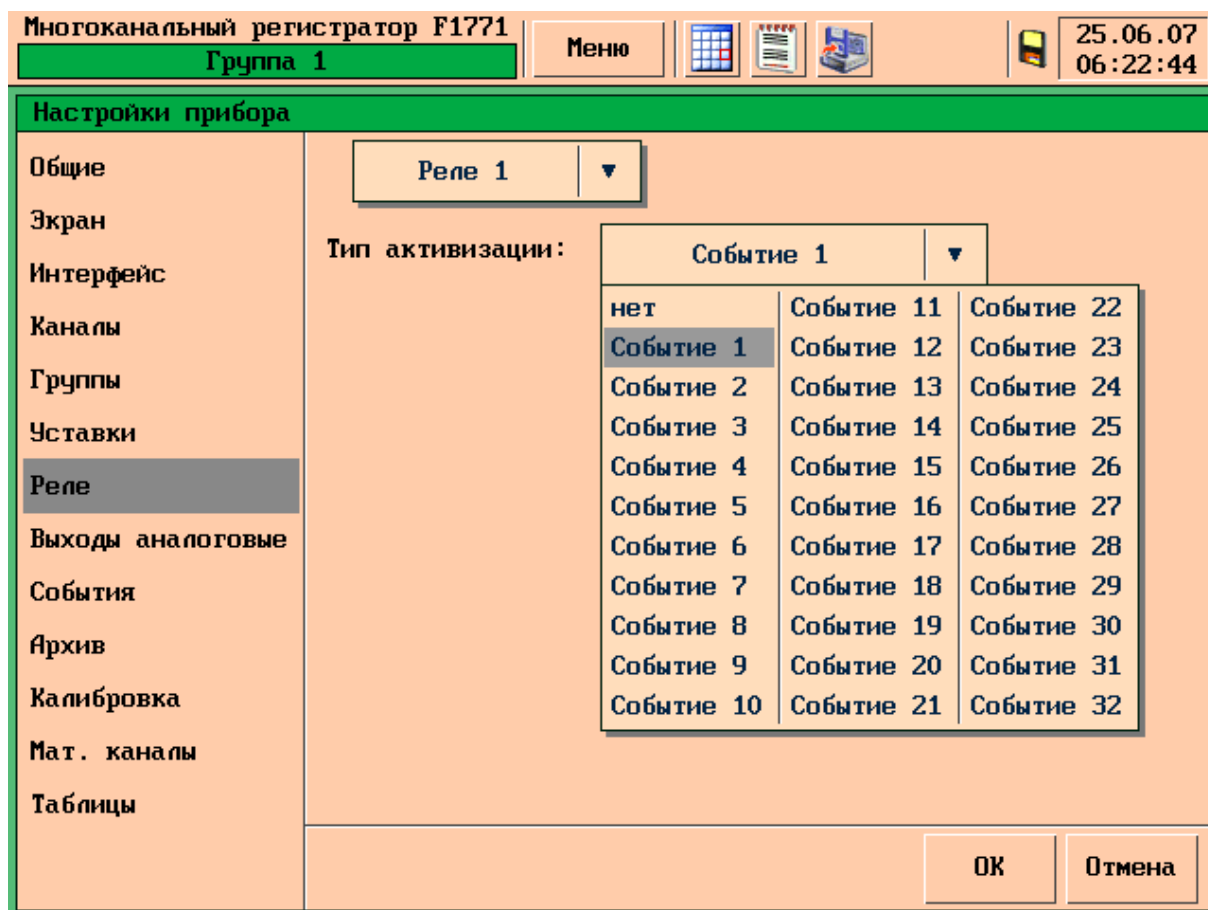 Многоканальный регистратор F1771
Группа 1
Меню
25.06.07
06:22:44
Настройки прибора
Общие
Экран
Интерфейс
Каналы
Группы
Уставки
Реле
Выходы аналоговые
События
Архив
Калибровка
Мат. каналы
Таблицы
Реле 1
Тип активизации:
Событие 1
нет
Событие 1
Событие 2
Событие 3
Событие 4
Событие 5
Событие 6
Событие 7
Событие 8
Событие 9
Событие 10
Событие 11
Событие 12
Событие 13
Событие 14
Событие 15
Событие 16
Событие 17
Событие 18
Событие 19
Событие 20
Событие 21
Событие 22
Событие 23
Событие 24
Событие 25
Событие 26
Событие 27
Событие 28
Событие 29
Событие 30
Событие 31
Событие 32
ОК
Отмена